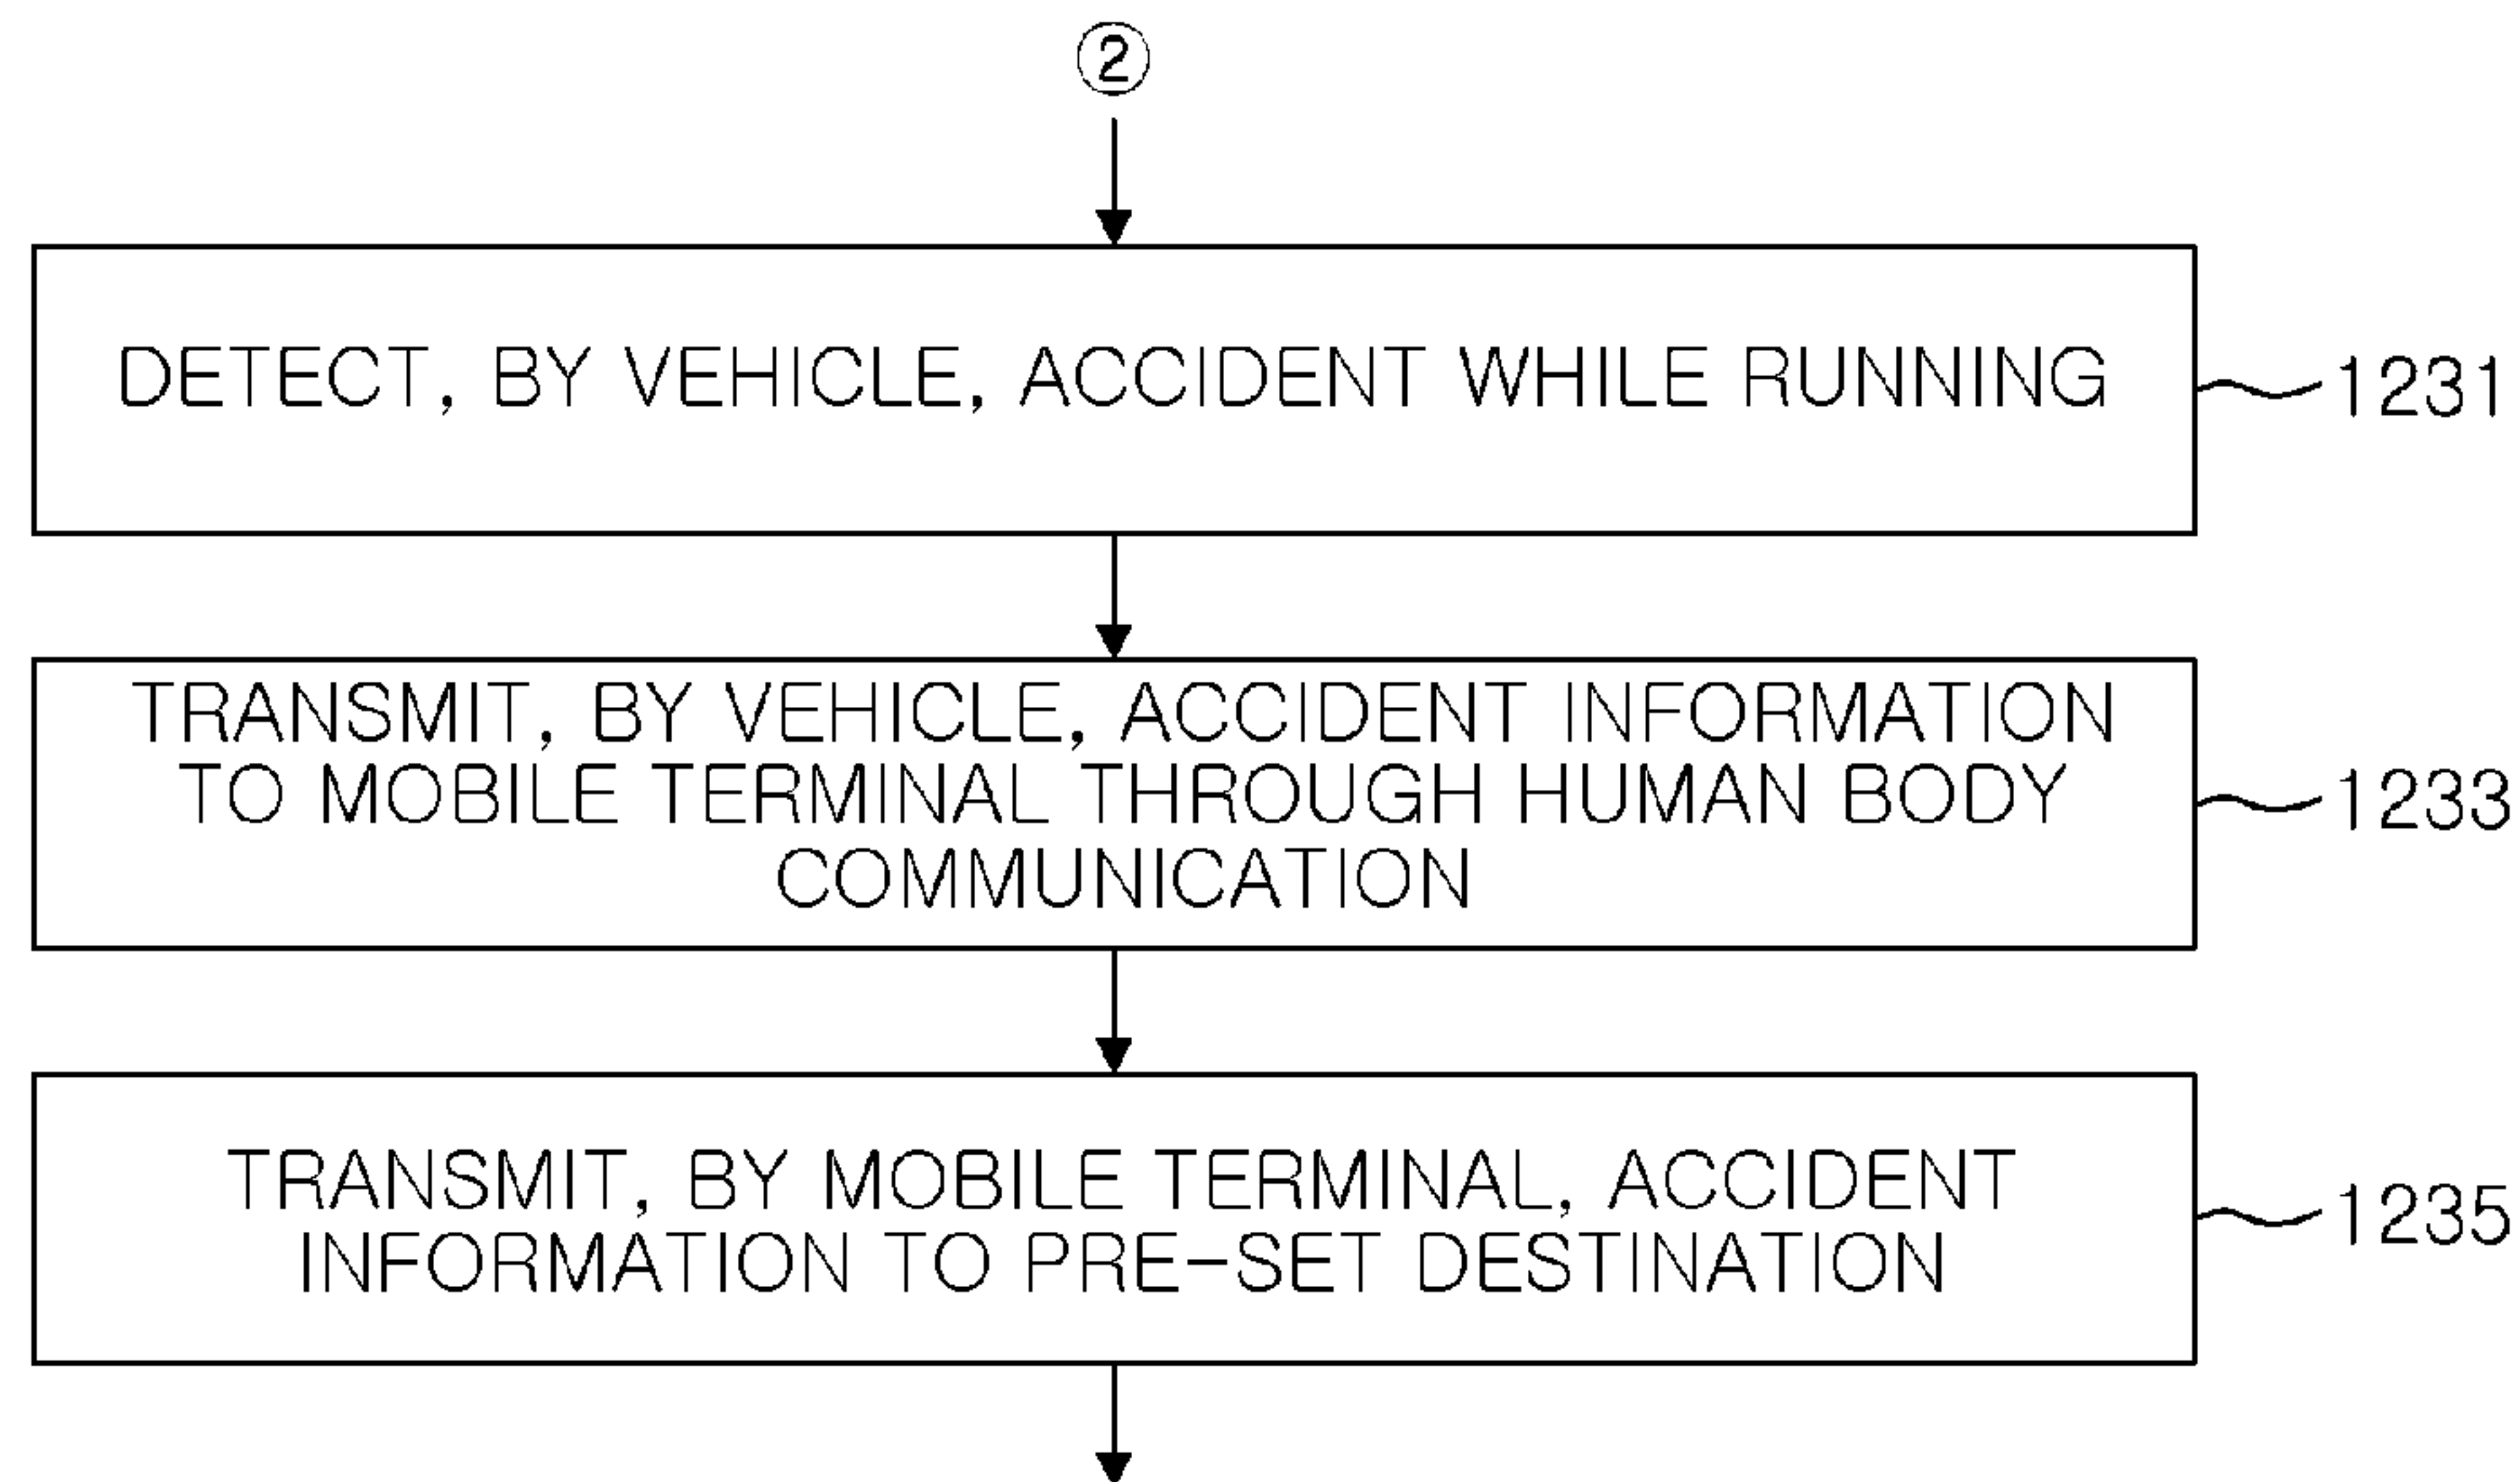 ②
DETECT, BY VEHICLE, ACCIDENT WHILE RUNNING
1231
TRANSMIT, BY VEHICLE, ACCIDENT INFORMATION
TO MOBILE TERMINAL THROUGH HUMAN BODY
COMMUNICATION
1233
TRANSMIT, BY MOBILE TERMINAL, ACCIDENT
INFORMATION TO PRE-SET DESTINATION
1235